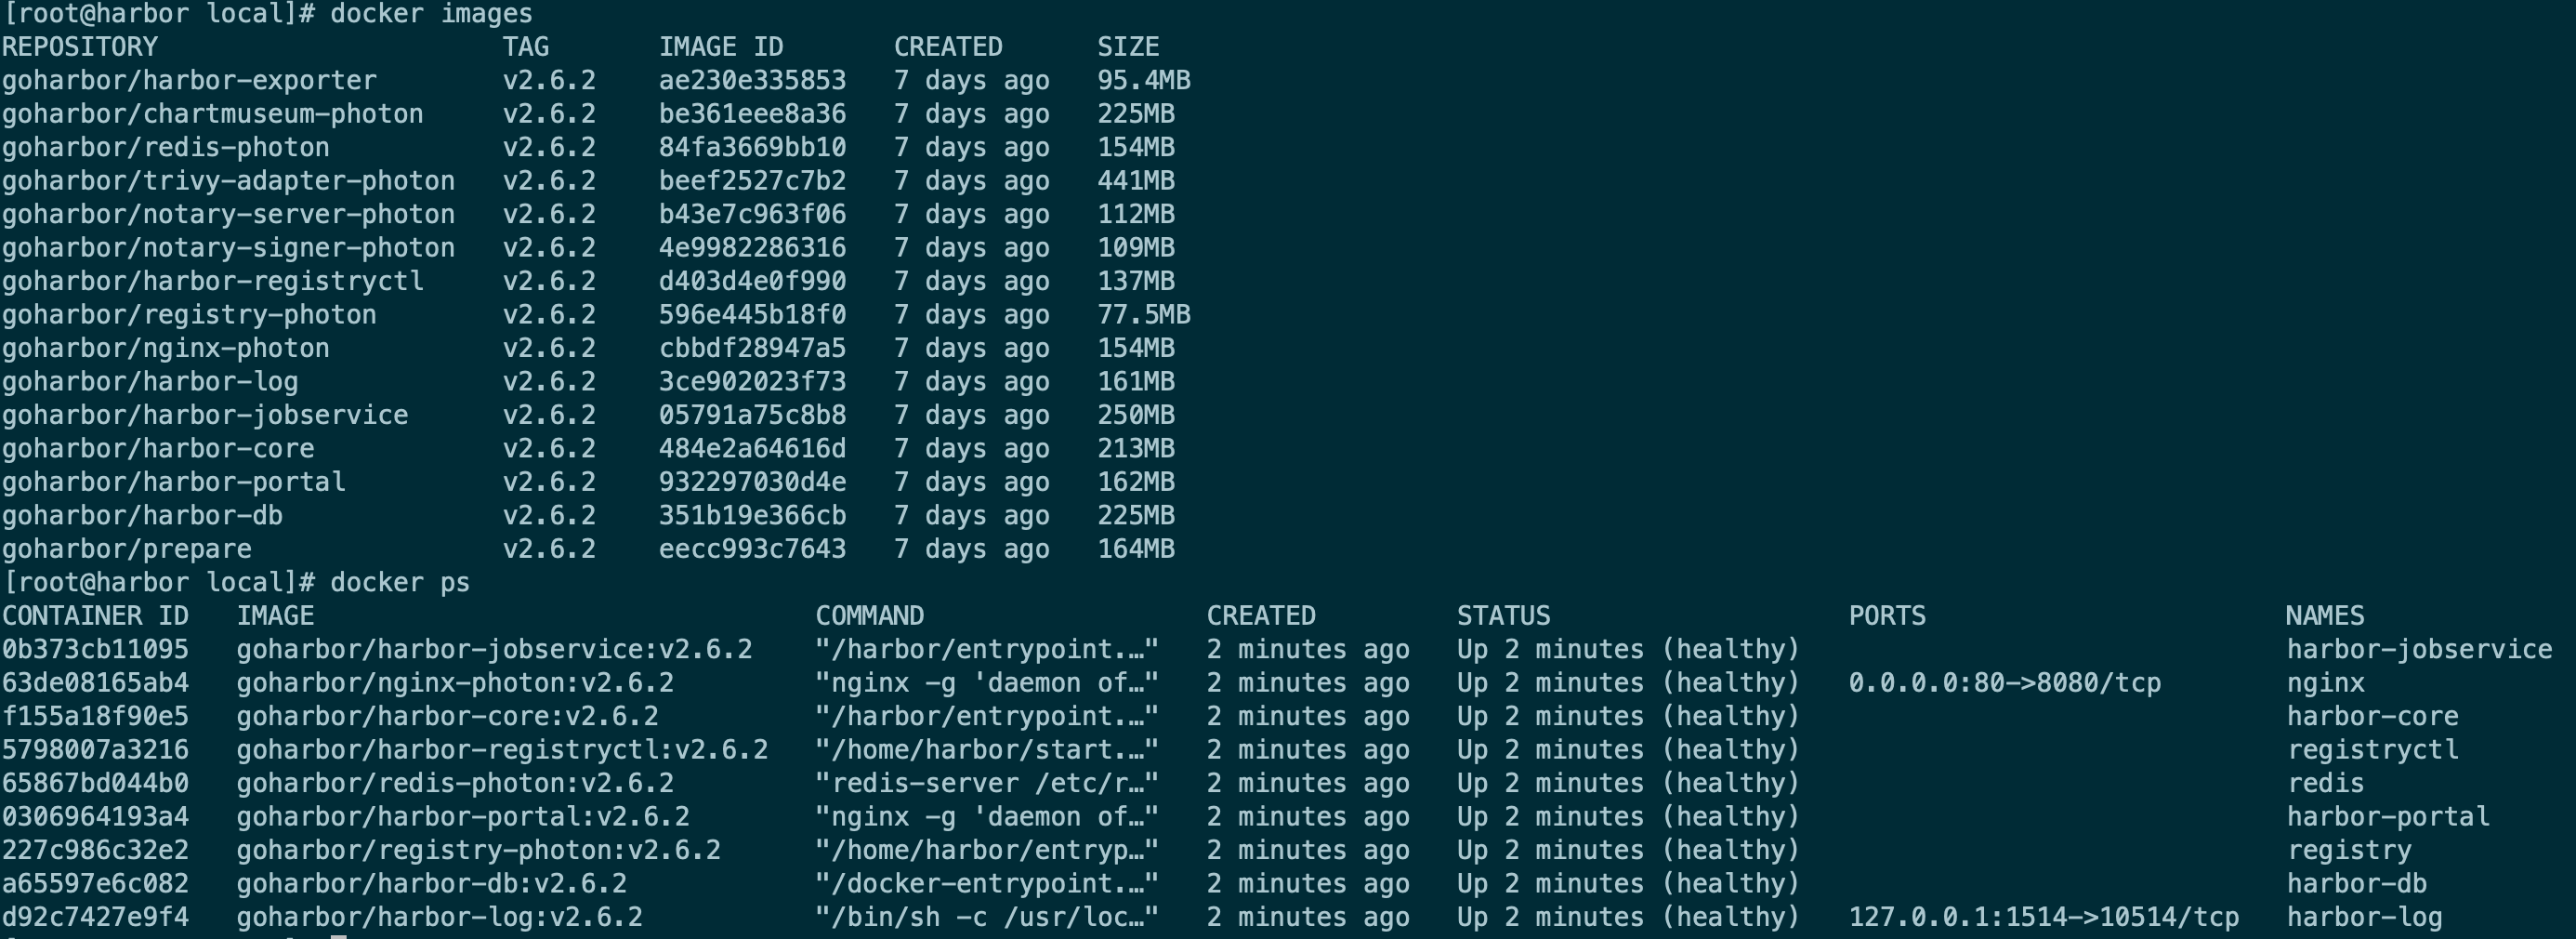 [root@harbor local]# docker images
REPOSITORY                      TAG       IMAGE ID       CREATED      SIZE
goharbor/harbor-exporter        v2.6.2    ae230e335853   7 days ago   95.4MB
goharbor/chartmuseum-photon     v2.6.2    be361eee8a36   7 days ago   225MB
goharbor/redis-photon           v2.6.2    84fa3669bb10   7 days ago   154MB
goharbor/trivy-adapter-photon   v2.6.2    beef2527c7b2   7 days ago   441MB
goharbor/notary-server-photon   v2.6.2    b43e7c963f06   7 days ago   112MB
goharbor/notary-signer-photon   v2.6.2    4e9982286316   7 days ago   109MB
goharbor/harbor-registryctl     v2.6.2    d403d4e0f990   7 days ago   137MB
goharbor/registry-photon        v2.6.2    596e445b18f0   7 days ago   77.5MB
goharbor/nginx-photon           v2.6.2    cbbdf28947a5   7 days ago   154MB
goharbor/harbor-log             v2.6.2    3ce902023f73   7 days ago   161MB
goharbor/harbor-jobservice      v2.6.2    05791a75c8b8   7 days ago   250MB
goharbor/harbor-core            v2.6.2    484e2a64616d   7 days ago   213MB
goharbor/harbor-portal          v2.6.2    932297030d4e   7 days ago   162MB
goharbor/harbor-db              v2.6.2    351b19e366cb   7 days ago   225MB
goharbor/prepare                v2.6.2    eecc993c7643   7 days ago   164MB
[root@harbor local]# docker ps
CONTAINER ID   IMAGE                                COMMAND                  CREATED         STATUS                   PORTS                       NAMES
0b373cb11095   goharbor/harbor-jobservice:v2.6.2    "/harbor/entrypoint.…"   2 minutes ago   Up 2 minutes (healthy)                               harbor-jobservice
63de08165ab4   goharbor/nginx-photon:v2.6.2         "nginx -g 'daemon of…"   2 minutes ago   Up 2 minutes (healthy)   0.0.0.0:80->8080/tcp        nginx
f155a18f90e5   goharbor/harbor-core:v2.6.2          "/harbor/entrypoint.…"   2 minutes ago   Up 2 minutes (healthy)                               harbor-core
5798007a3216   goharbor/harbor-registryctl:v2.6.2   "/home/harbor/start.…"   2 minutes ago   Up 2 minutes (healthy)                               registryctl
65867bd044b0   goharbor/redis-photon:v2.6.2         "redis-server /etc/r…"   2 minutes ago   Up 2 minutes (healthy)                               redis
0306964193a4   goharbor/harbor-portal:v2.6.2        "nginx -g 'daemon of…"   2 minutes ago   Up 2 minutes (healthy)                               harbor-portal
227c986c32e2   goharbor/registry-photon:v2.6.2      "/home/harbor/entryp…"   2 minutes ago   Up 2 minutes (healthy)                               registry
a65597e6c082   goharbor/harbor-db:v2.6.2            "/docker-entrypoint.…"   2 minutes ago   Up 2 minutes (healthy)                               harbor-db
d92c7427e9f4   goharbor/harbor-log:v2.6.2           "/bin/sh -c /usr/loc…"   2 minutes ago   Up 2 minutes (healthy)   127.0.0.1:1514->10514/tcp   harbor-log